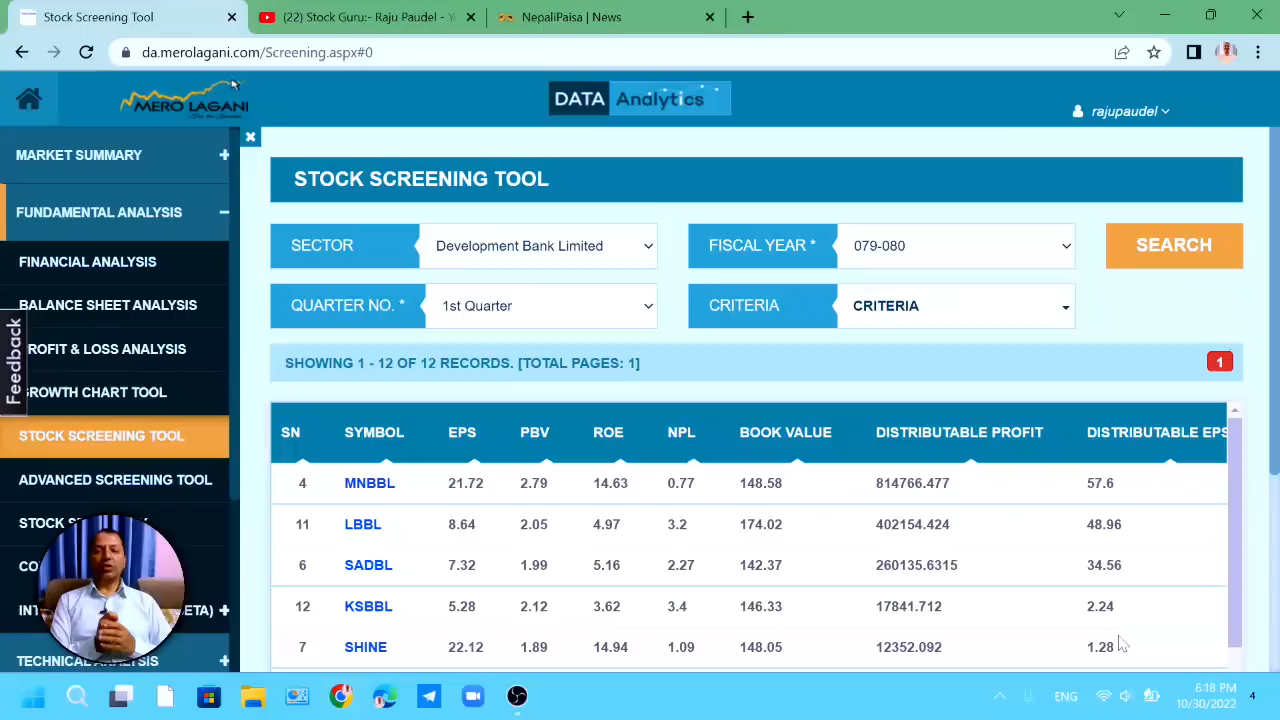 Stock Screening Tool
(22) Stock Guru:- Raju Paudel - Y
NepaliPaisa | News
da.merolagani.com/Screening.aspx#0
MERO LAGANI
DATA Analytics
rajupaudel
MARKET SUMMARY
FUNDAMENTAL ANALYSIS
FINANCIAL ANALYSIS
BALANCE SHEET ANALYSIS
ROFIT & LOSS ANALYSIS
GROWTH CHART TOOL
STOCK SCREENING TOOL
ADVANCED SCREENING TOOL
STOCK S
CO
INT
ETA)
TECHNICAL ANALYSIS
Feedback
STOCK SCREENING TOOL
SECTOR Development Bank Limited FISCAL YEAR * 079-080 SEARCH
QUARTER NO. * 1st Quarter CRITERIA CRITERIA
SHOWING 1 - 12 OF 12 RECORDS. [TOTAL PAGES: 1] 1
SN SYMBOL EPS PBV ROE NPL BOOK VALUE DISTRIBUTABLE PROFIT DISTRIBUTABLE EPS
4 MNBBL 21.72 2.79 14.63 0.77 148.58 814766.477 57.6
11 LBBL 8.64 2.05 4.97 3.2 174.02 402154.424 48.96
6 SADBL 7.32 1.99 5.16 2.27 142.37 260135.6315 34.56
12 KSBBL 5.28 2.12 3.62 3.4 146.33 17841.712 2.24
7 SHINE 22.12 1.89 14.94 1.09 148.05 12352.092 1.28
ENG
6:18 PM
10/30/2022
4